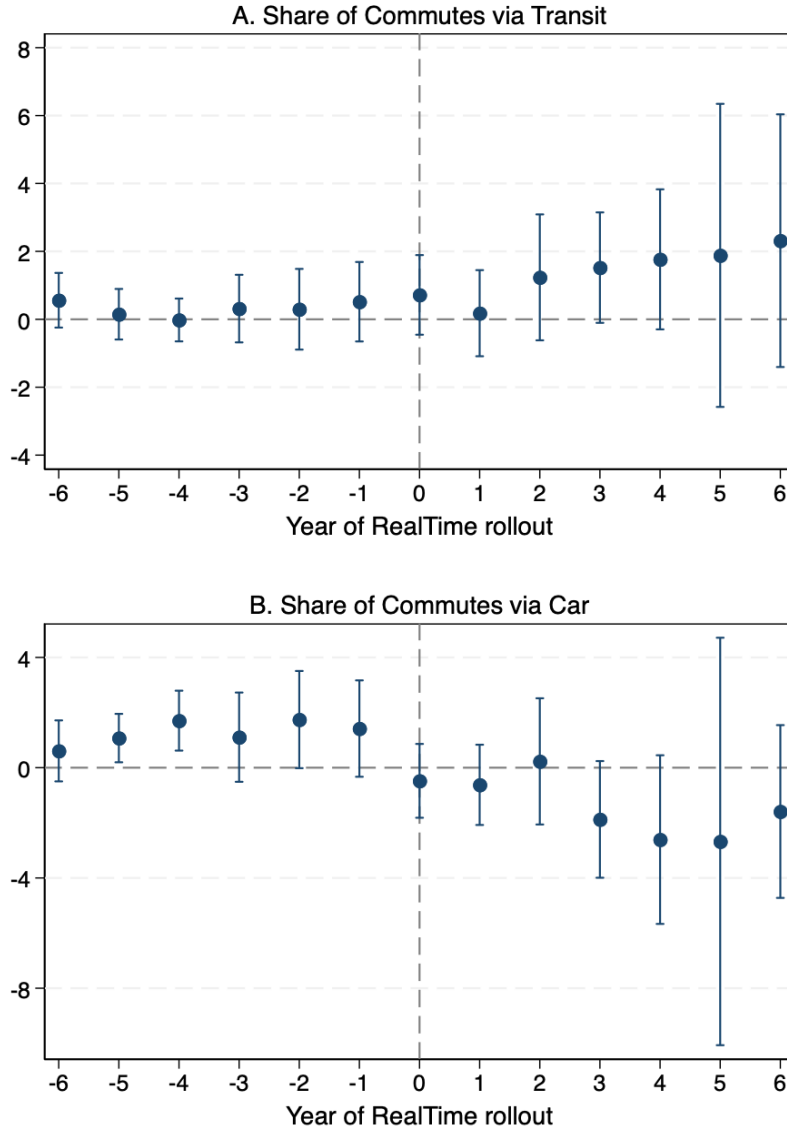 A. Share of Commutes via Transit
8
6
4
2
0
-2
-4
-6 -5 -4 -3 -2 -1 0 1 2 3 4 5 6
Year of RealTime rollout
B. Share of Commutes via Car
4
0
-4
-8
-6 -5 -4 -3 -2 -1 0 1 2 3 4 5 6
Year of RealTime rollout